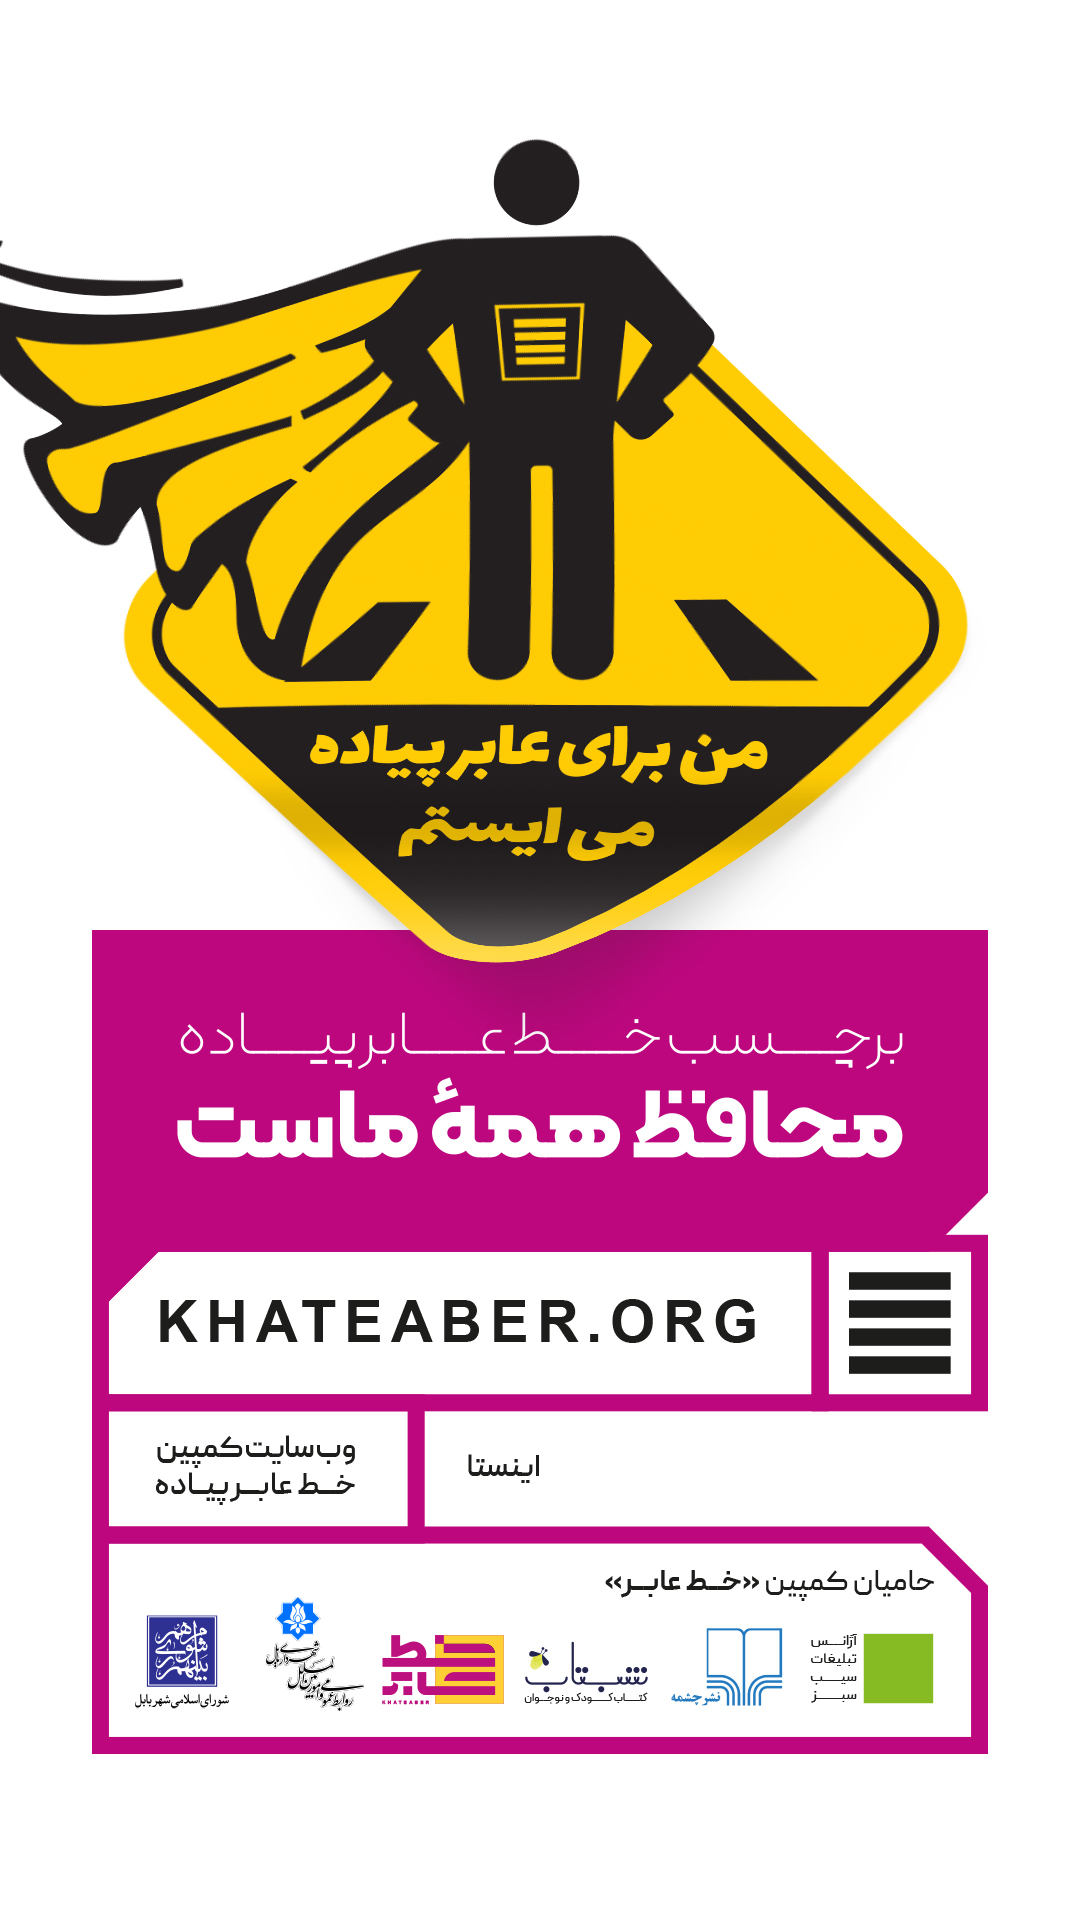 من برای عابر پیاده
می ایستم
برچسب خط عابر پیاده
محافظ همهٔ ماست
KHATEABER.ORG
وب‌سایت کمپین
خط عابر پیاده
اینستا
حامیان کمپین «خط عابر»
آژانس
تبلیغات
سیب
سبز
نشر چشمه
شب‌تاب
کتاب کودک و نوجوان
خط
عابر
KHATEABER
شهرداری بابل
روابط عمومی و امور بین الملل
شورای اسلامی شهر بابل